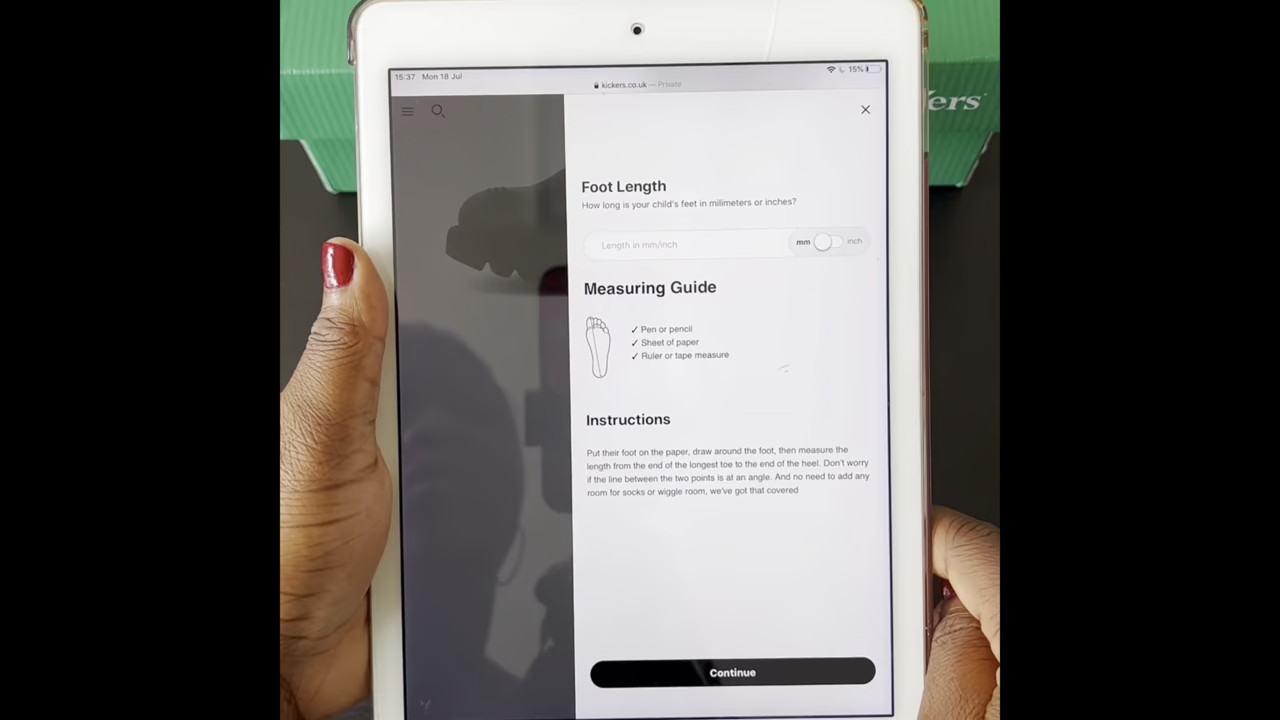 15:37 Mon 18 Jul
15%
kickers.co.uk — Private
ers
Foot Length
How long is your child's feet in milimeters or inches?
Length in mm/inch mm inch
Measuring Guide
✓ Pen or pencil
✓ Sheet of paper
✓ Ruler or tape measure
Instructions
Put their foot on the paper, draw around the foot, then measure the
length from the end of the longest toe to the end of the heel. Don't worry
if the line between the two points is at an angle. And no need to add any
room for socks or wiggle room, we've got that covered
Continue